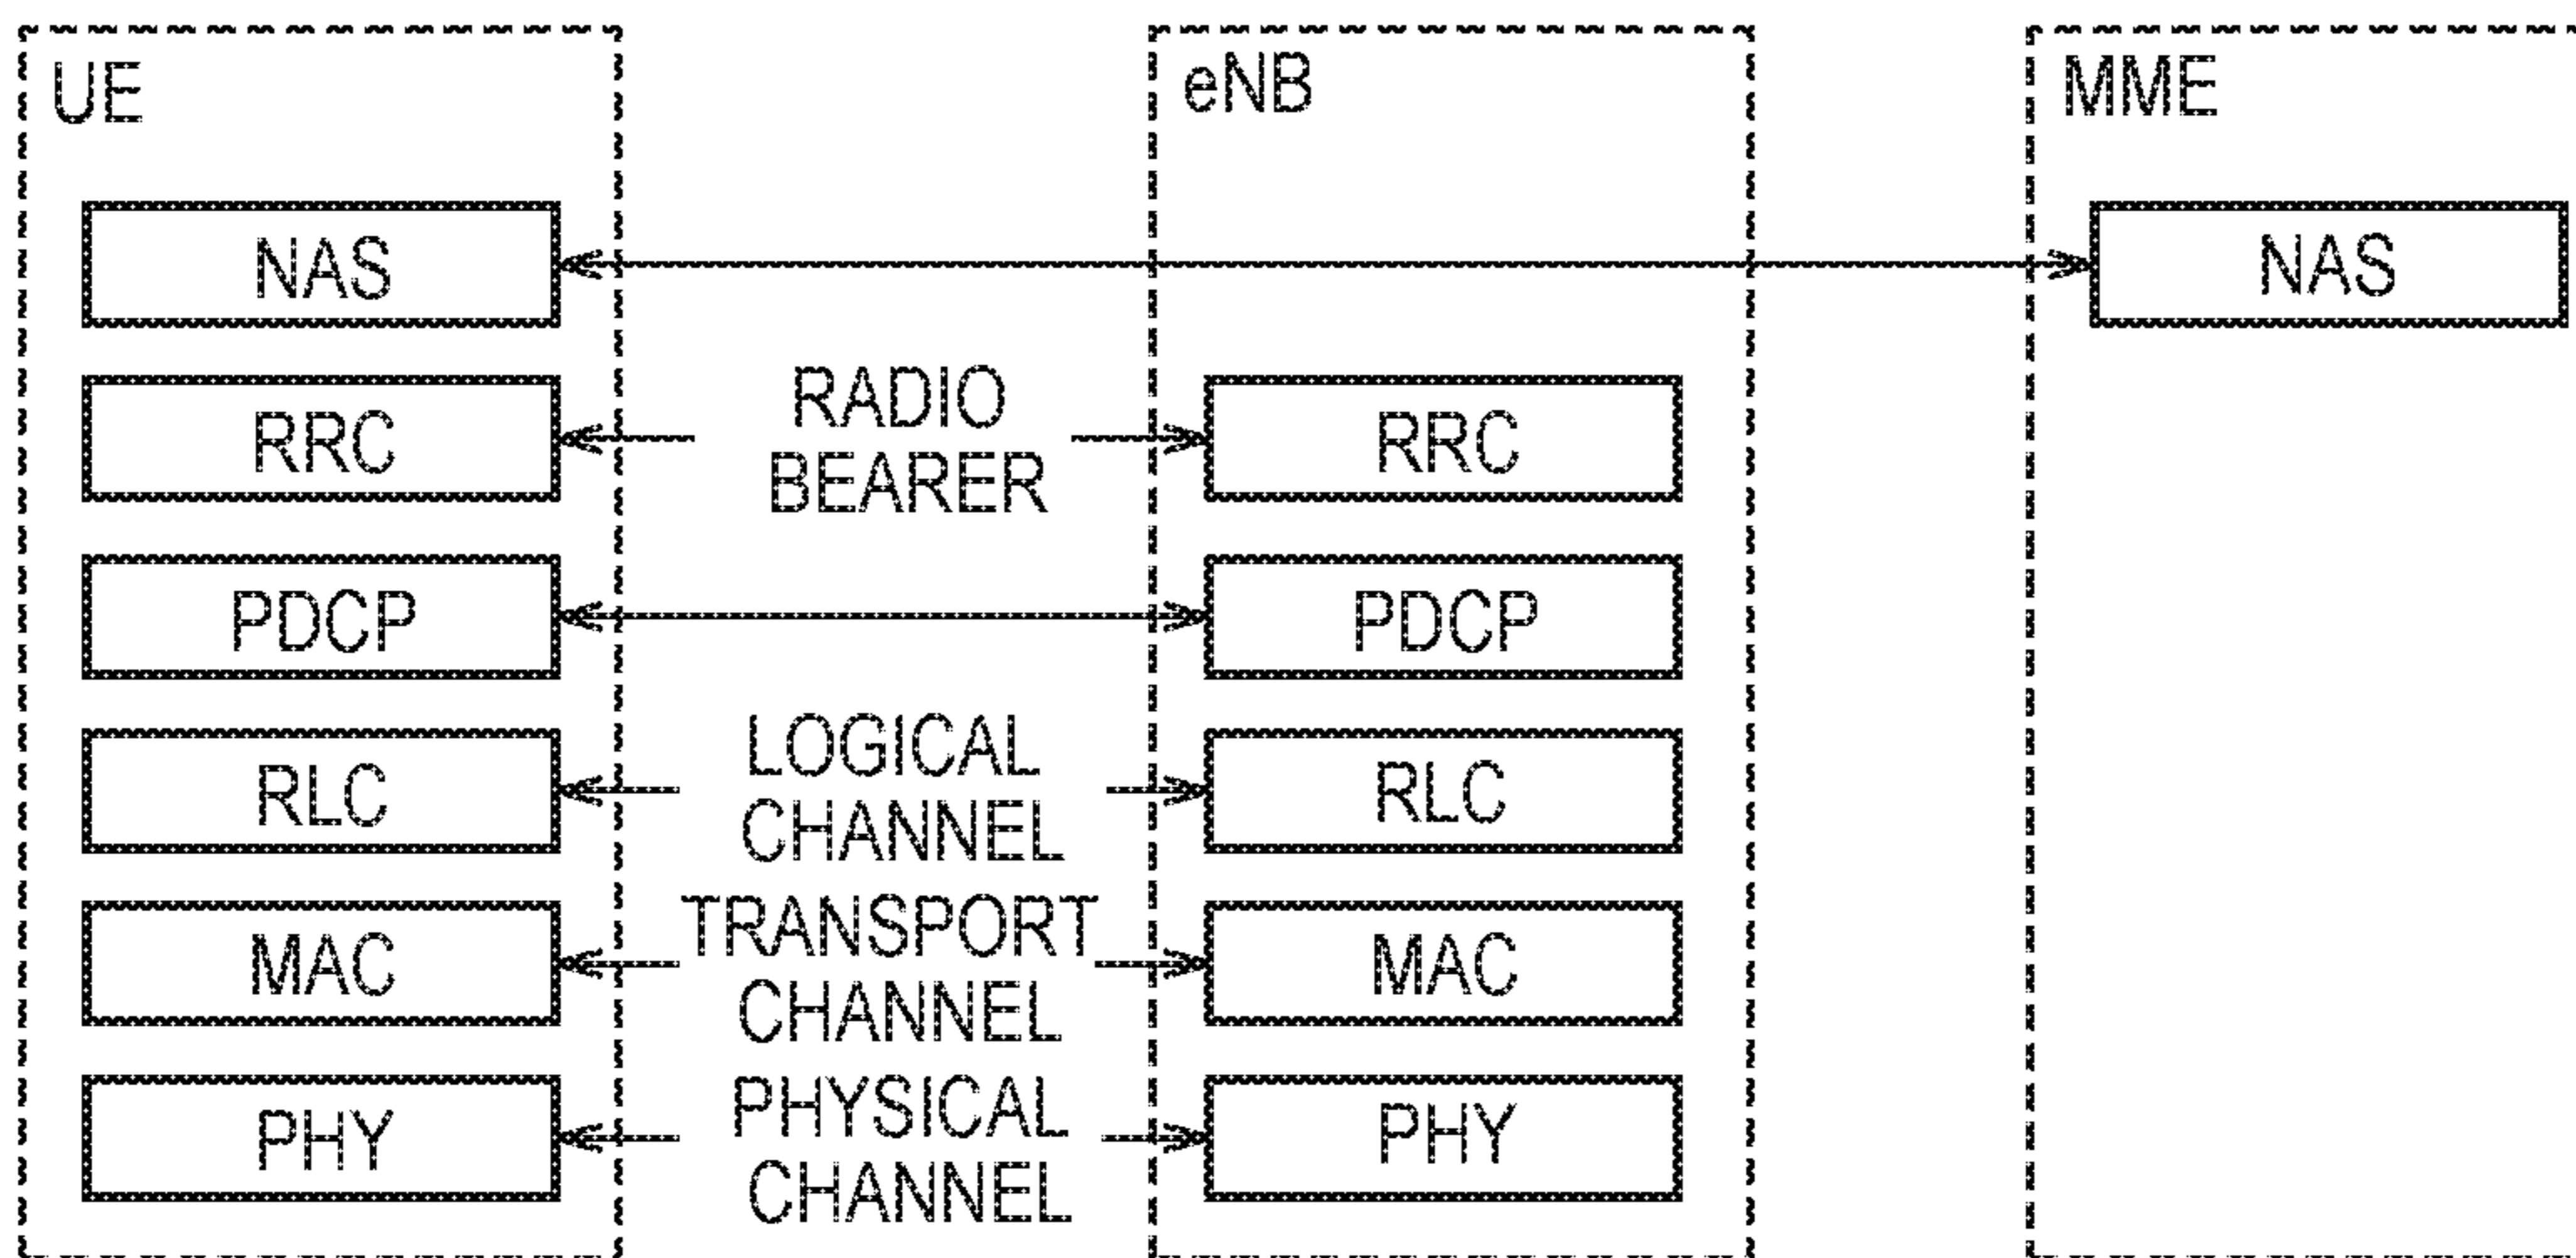 UE
eNB
MME
NAS
NAS
RRC
RADIO
BEARER
RRC
PDCP
PDCP
RLC
LOGICAL
CHANNEL
RLC
MAC
TRANSPORT
CHANNEL
MAC
PHY
PHYSICAL
CHANNEL
PHY